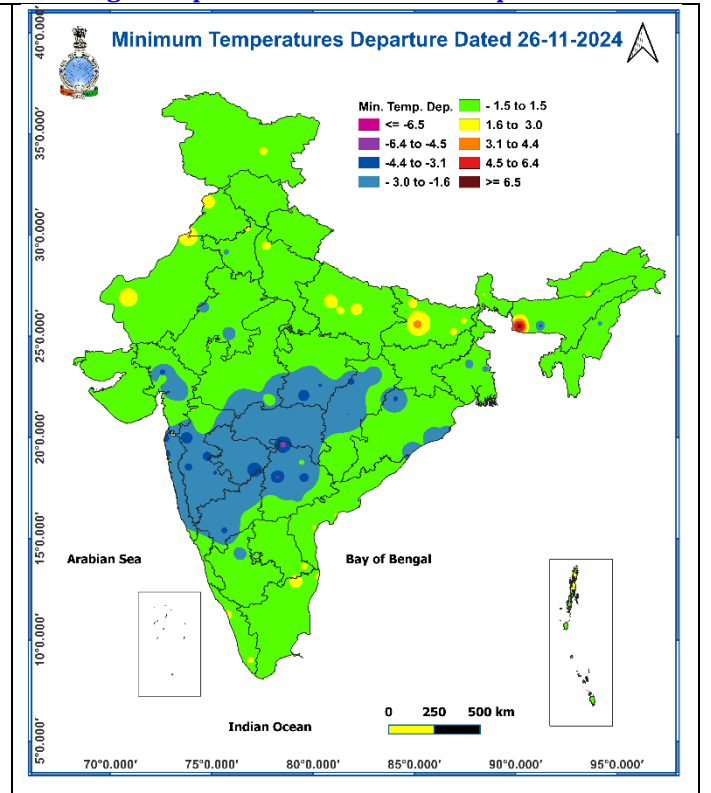 Minimum Temperatures Departure Dated 26-11-2024
Min. Temp. Dep.
<= -6.5
-6.4 to -4.5
-4.4 to -3.1
- 3.0 to -1.6
- 1.5 to 1.5
1.6 to 3.0
3.1 to 4.4
4.5 to 6.4
>= 6.5
40°0.000'
35°0.000'
30°0.000'
25°0.000'
20°0.000'
15°0.000'
10°0.000'
5°0.000'
Arabian Sea
Bay of Bengal
Indian Ocean
0 250 500 km
70°0.000' 75°0.000' 80°0.000' 85°0.000' 90°0.000' 95°0.000'